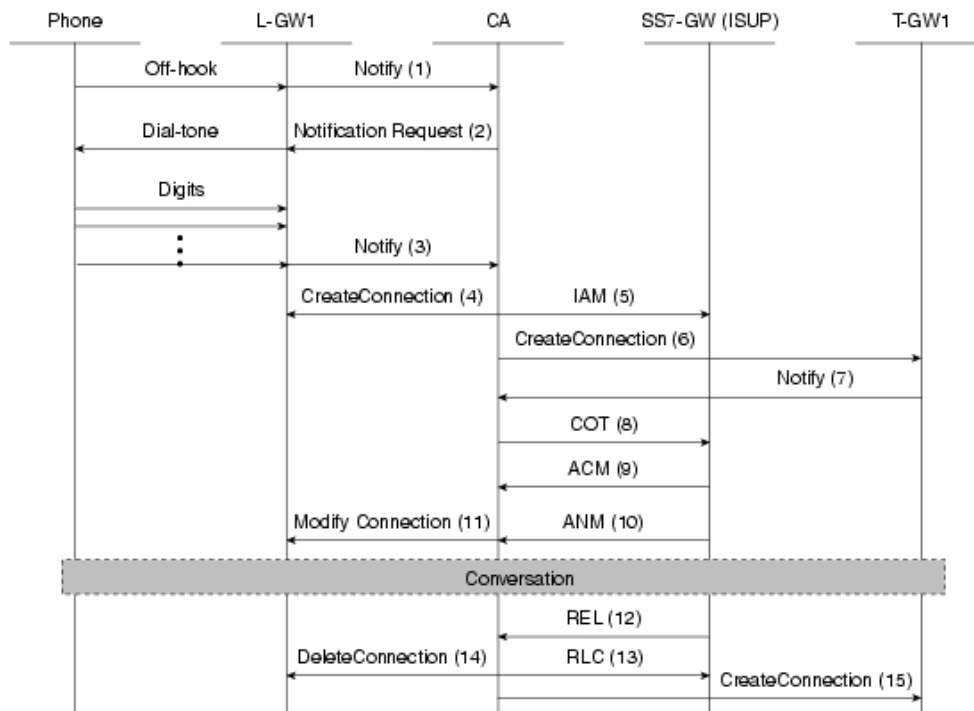 Phone L-GW1 CA SS7-GW (ISUP) T-GW1
Off-hook Notify (1)
Dial-tone Notification Request (2)
Digits
Notify (3)
CreateConnection (4) IAM (5)
CreateConnection (6)
Notify (7)
COT (8)
ACM (9)
Modify Connection (11) ANM (10)
Conversation
REL (12)
DeleteConnection (14) RLC (13)
CreateConnection (15)